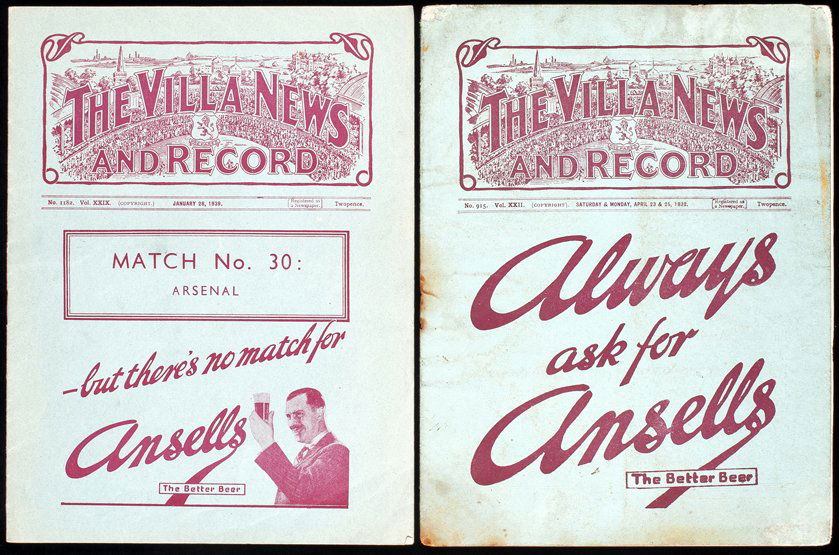 THE VILLA NEWS
AND RECORD
No. 1182. Vol. XXIX. (COPYRIGHT.) JANUARY 28, 1939. Registered as a Newspaper. Twopence.
MATCH No. 30:
ARSENAL
–but there's no match for
Ansells
The Better Beer
THE VILLA NEWS
AND RECORD
No. 915. Vol. XXII. (COPYRIGHT). SATURDAY & MONDAY, APRIL 23 & 25, 1932. Registered as a Newspaper. Twopence.
Always
ask for
Ansells
The Better Beer